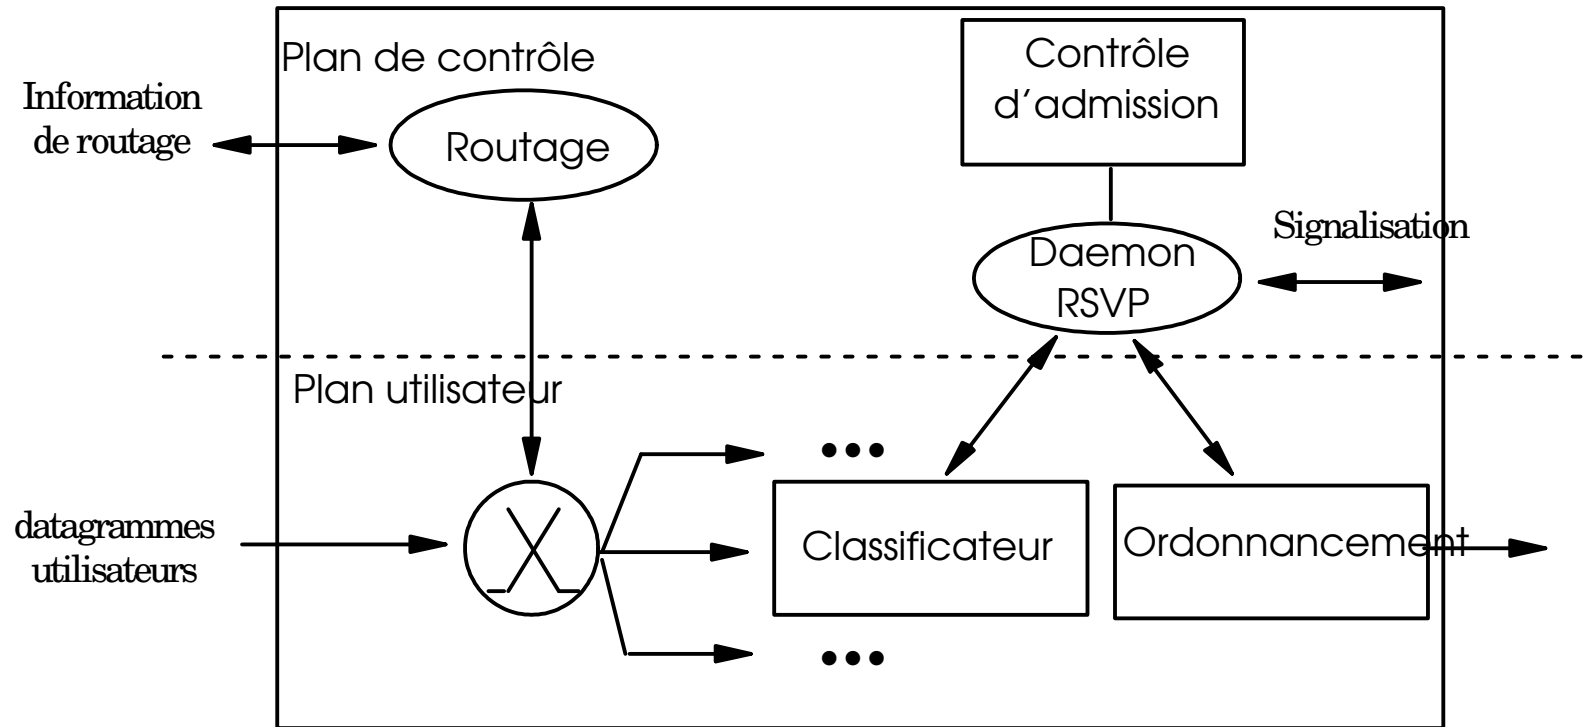 Plan de contrôle
Contrôle
d'admission
Information
de routage
Routage
Signalisation
Daemon
RSVP
Plan utilisateur
datagrammes
utilisateurs
Classificateur
Ordonnancement